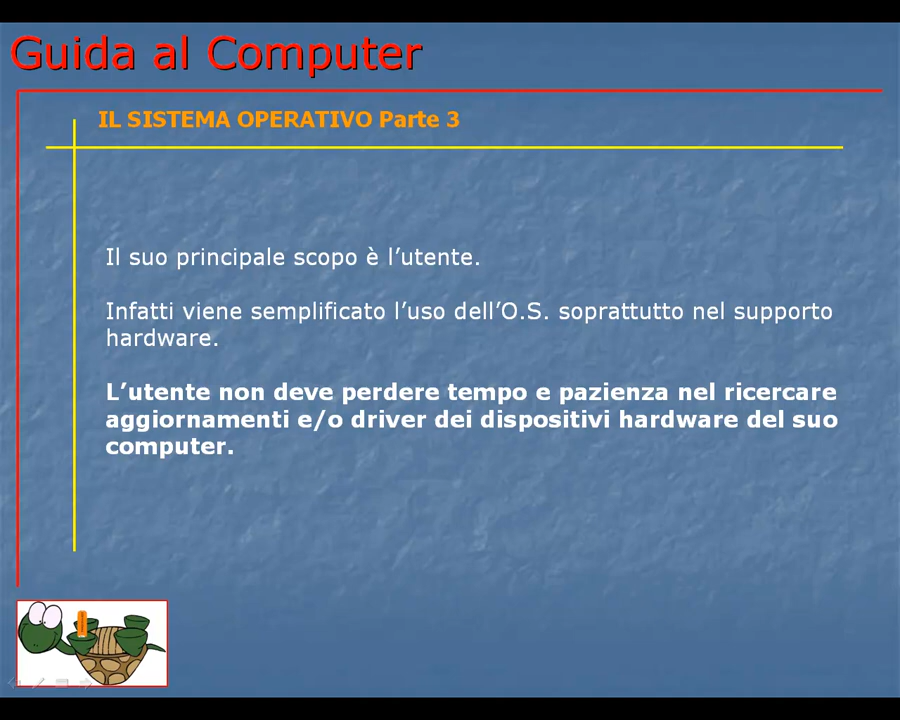 Guida al Computer
IL SISTEMA OPERATIVO Parte 3
Il suo principale scopo è l’utente.
Infatti viene semplificato l’uso dell’O.S. soprattutto nel supporto
hardware.
L’utente non deve perdere tempo e pazienza nel ricercare
aggiornamenti e/o driver dei dispositivi hardware del suo
computer.